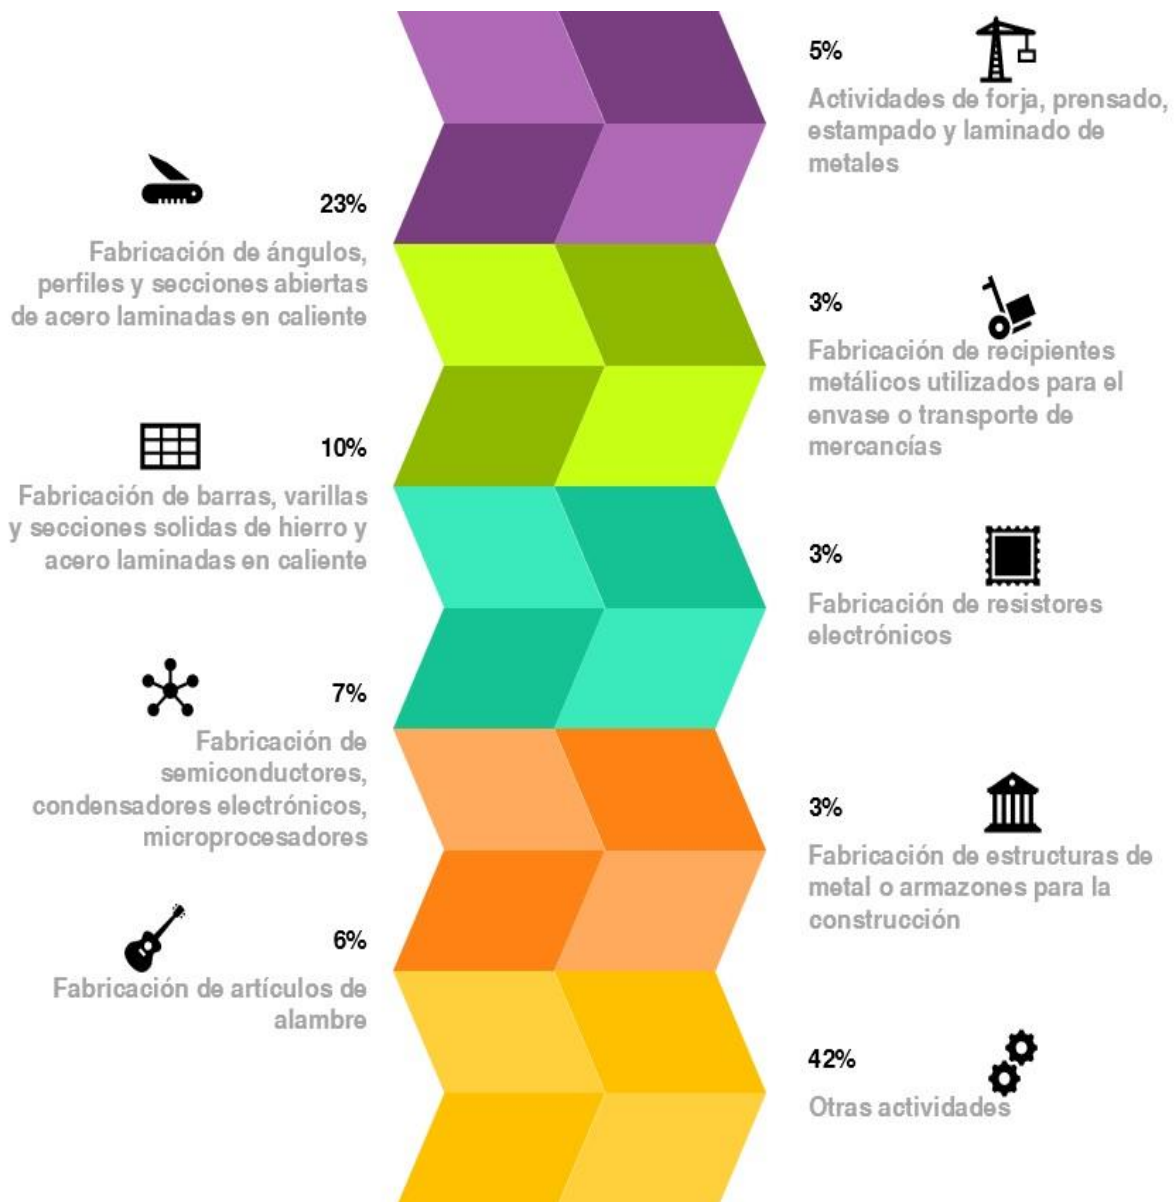 5%
Actividades de forja, prensado,
estampado y laminado de
metales
23%
Fabricación de ángulos,
perfiles y secciones abiertas
de acero laminadas en caliente
3%
Fabricación de recipientes
metálicos utilizados para el
envase o transporte de
mercancías
10%
Fabricación de barras, varillas
y secciones solidas de hierro y
acero laminadas en caliente
3%
Fabricación de resistores
electrónicos
7%
Fabricación de
semiconductores,
condensadores electrónicos,
microprocesadores
3%
Fabricación de estructuras de
metal o armazones para la
construcción
6%
Fabricación de artículos de
alambre
42%
Otras actividades